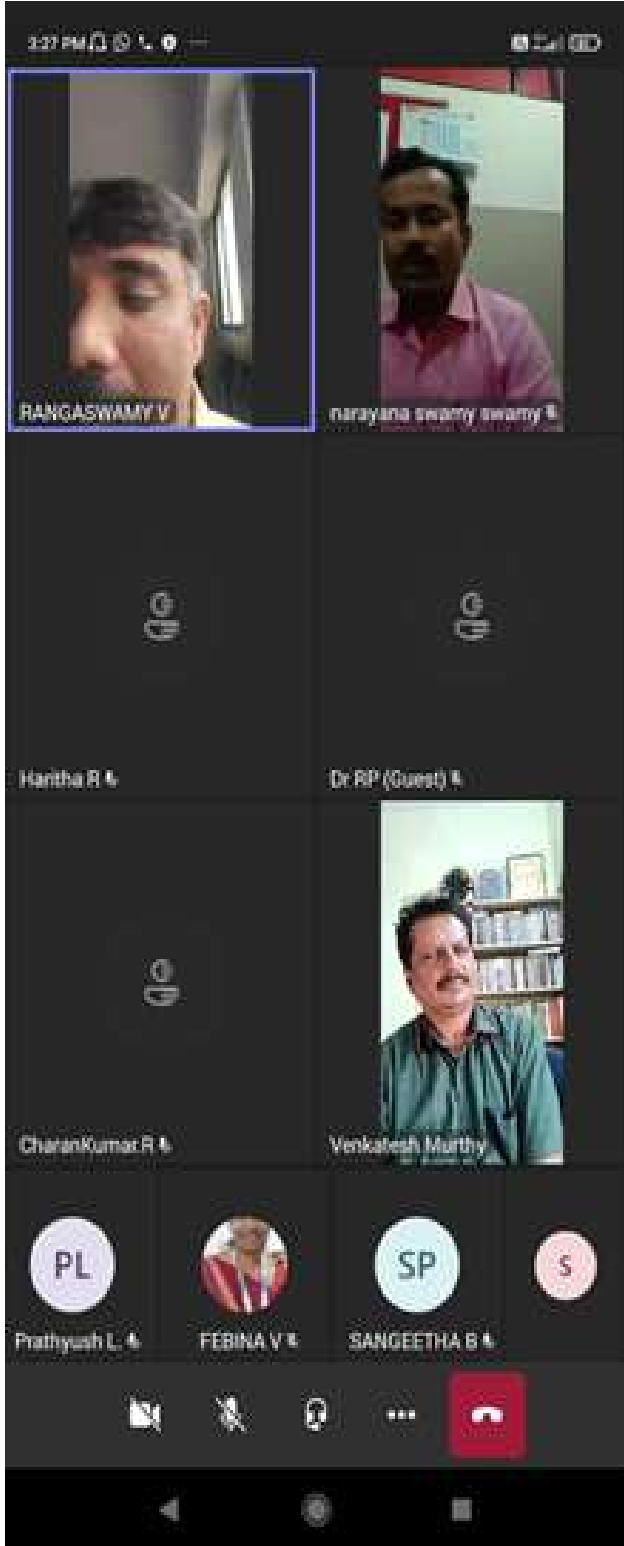 3:27 PM
RANGASWAMY V
narayana swamy swamy
Haritha R
Dr RP (Guest)
CharanKumar.R
Venkatesh Murthy
PL
SP
S
Prathyush L.
FEBINA V
SANGEETHA B